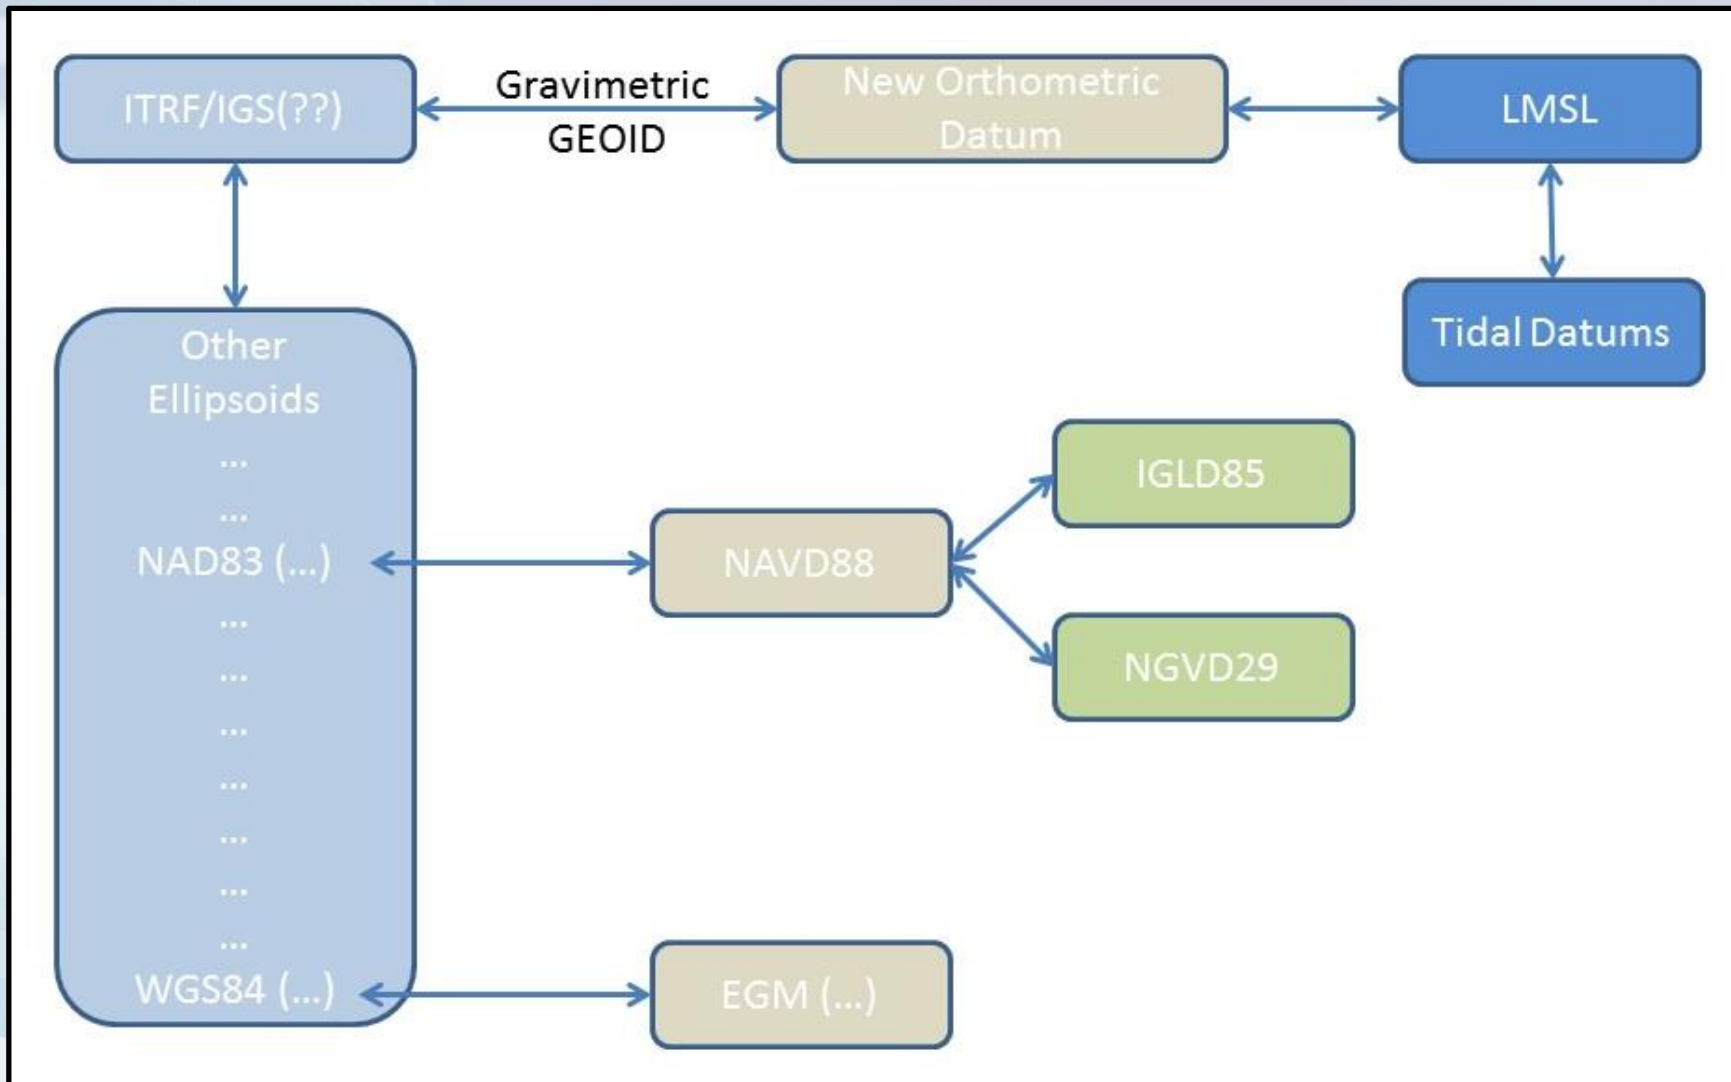 ITRF/IGS(??)
Gravimetric
GEOID
New Orthometric
Datum
LMSL
Tidal Datums
Other
Ellipsoids
...
...
NAD83 (...)
...
...
...
...
...
...
...
WGS84 (...)
NAVD88
IGLD85
NGVD29
EGM (...)